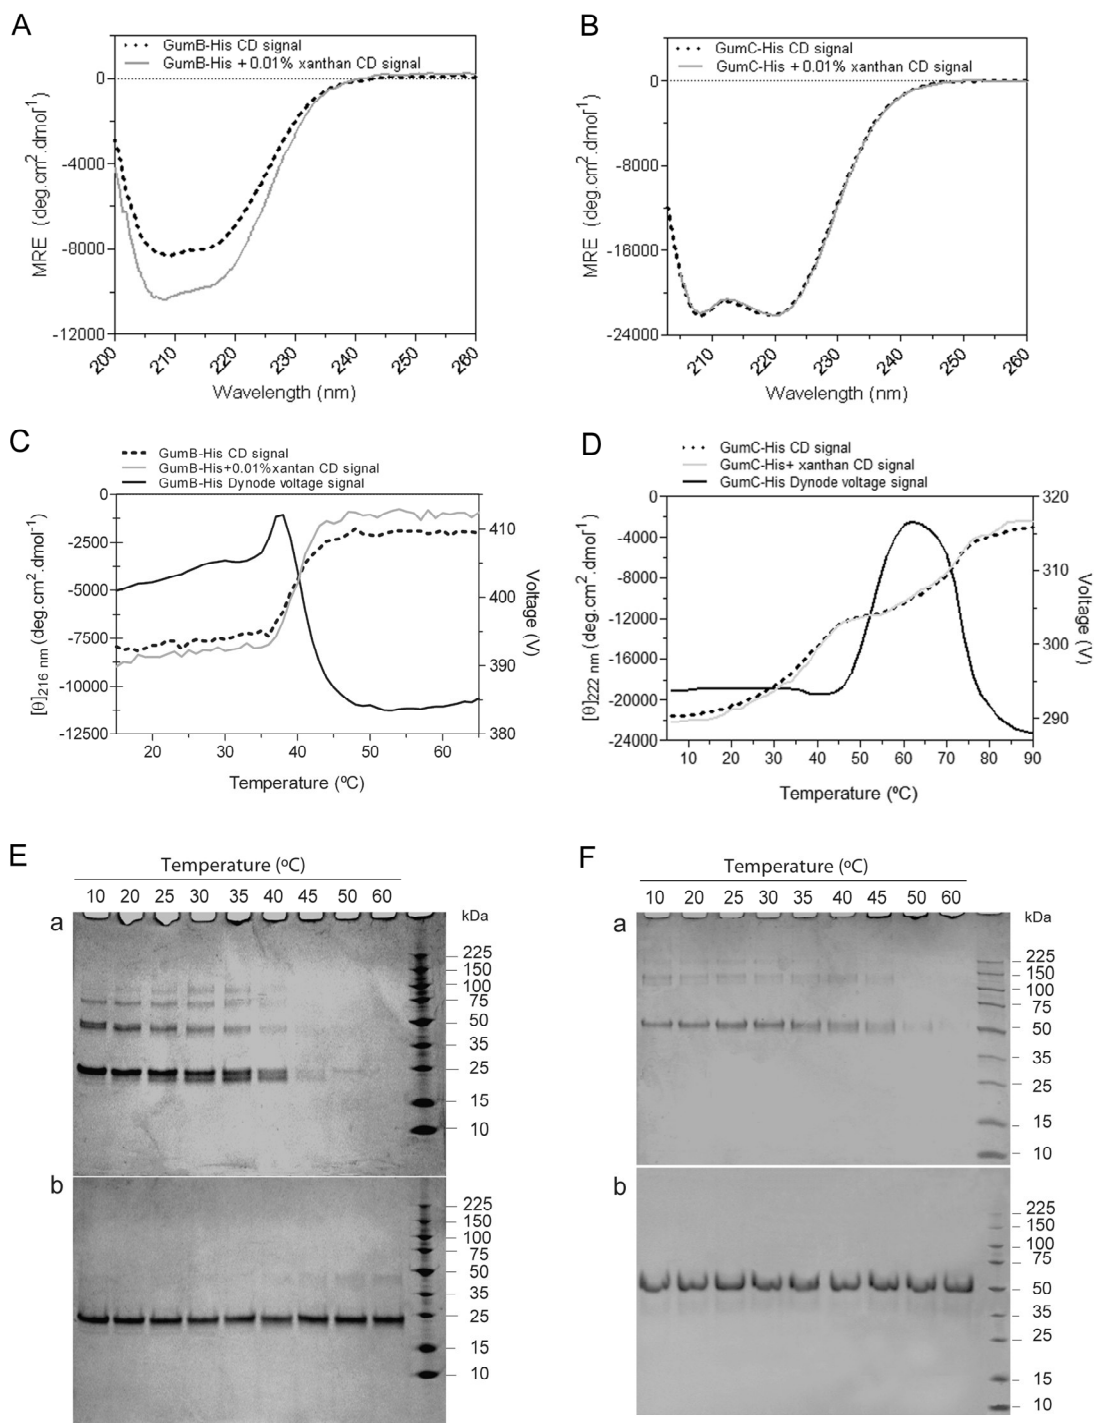 A
GumB-His CD signal
GumB-His + 0.01% xanthan CD signal
0
-4000
-8000
-12000
MRE (deg.cm².dmol⁻¹)
200 210 220 230 240 250 260
Wavelength (nm)
B
GumC-His CD signal
GumC-His + 0.01% xanthan CD signal
0
-8000
-16000
-24000
MRE (deg.cm².dmol⁻¹)
210 220 230 240 250 260
Wavelength (nm)
C
GumB-His CD signal
GumB-His+0.01%xantan CD signal
GumB-His Dynode voltage signal
0
-2500
-5000
-7500
-10000
-12500
[θ]216 nm (deg.cm².dmol⁻¹)
410
400
390
380
Voltage (V)
20 30 40 50 60
Temperature (ºC)
D
GumC-His CD signal
GumC-His+ xanthan CD signal
GumC-His Dynode voltage signal
0
-4000
-8000
-12000
-16000
-20000
-24000
[θ]222 nm (deg.cm².dmol⁻¹)
320
310
300
290
Voltage (V)
10 20 30 40 50 60 70 80 90
Temperature (ºC)
E
Temperature (ºC)
10 20 25 30 35 40 45 50 60
a
kDa
225
150
100
75
50
35
25
15
10
b
225
150
100
75
50
35
25
15
10
F
Temperature (ºC)
10 20 25 30 35 40 45 50 60
a
kDa
225
150
100
75
50
35
25
15
10
b
225
150
100
75
50
35
25
15
10